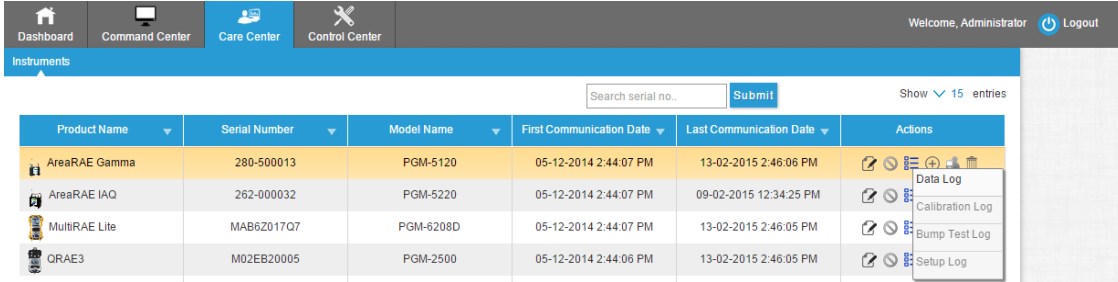 Dashboard Command Center Care Center Control Center Welcome, Administrator Logout
Instruments
Search serial no.. Submit Show 15 entries
Product Name Serial Number Model Name First Communication Date Last Communication Date Actions
AreaRAE Gamma 280-500013 PGM-5120 05-12-2014 2:44:07 PM 13-02-2015 2:46:06 PM
Data Log
AreaRAE IAQ 262-000032 PGM-5220 05-12-2014 2:44:07 PM 09-02-2015 12:34:25 PM
Calibration Log
MultiRAE Lite MAB6Z017Q7 PGM-6208D 05-12-2014 2:44:07 PM 13-02-2015 2:46:05 PM
Bump Test Log
QRAE3 M02EB20005 PGM-2500 05-12-2014 2:44:06 PM 13-02-2015 2:46:05 PM
Setup Log